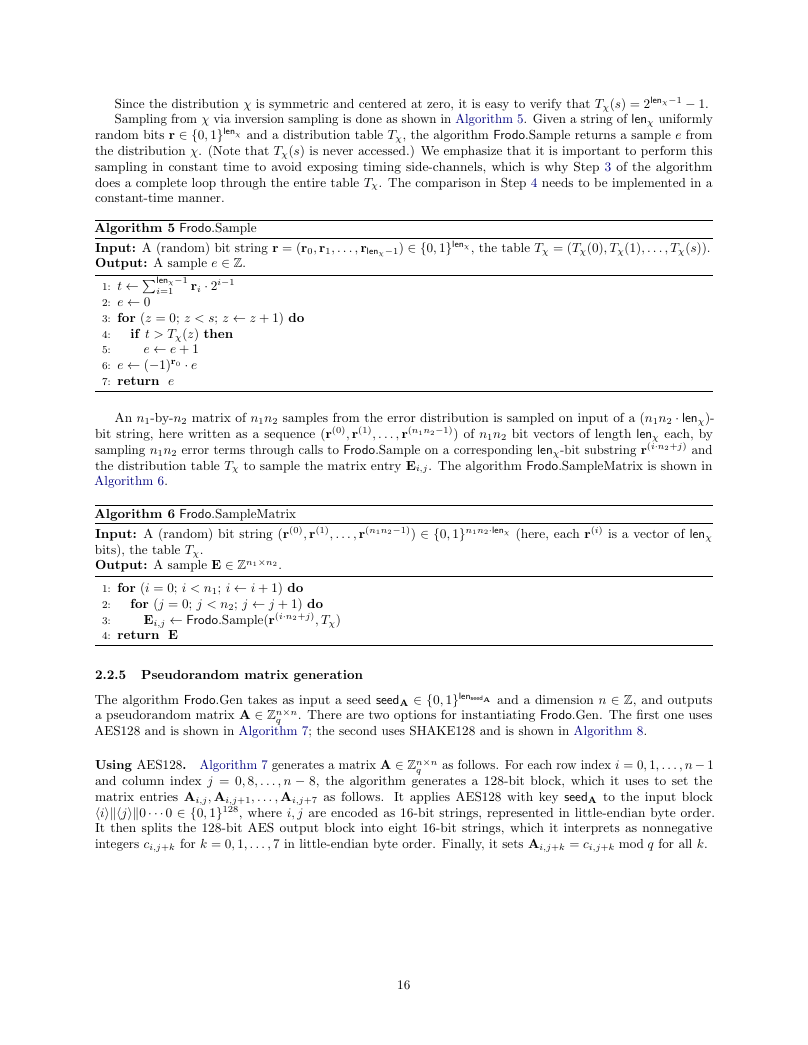 Since the distribution χ is symmetric and centered at zero, it is easy to verify that T_χ(s) = 2^{len_χ−1} − 1.
Sampling from χ via inversion sampling is done as shown in Algorithm 5. Given a string of len_χ uniformly
random bits r ∈ {0, 1}^{len_χ} and a distribution table T_χ, the algorithm Frodo.Sample returns a sample e from
the distribution χ. (Note that T_χ(s) is never accessed.) We emphasize that it is important to perform this
sampling in constant time to avoid exposing timing side-channels, which is why Step 3 of the algorithm
does a complete loop through the entire table T_χ. The comparison in Step 4 needs to be implemented in a
constant-time manner.
Algorithm 5 Frodo.Sample
Input: A (random) bit string r = (r_0, r_1, . . . , r_{len_χ−1}) ∈ {0, 1}^{len_χ}, the table T_χ = (T_χ(0), T_χ(1), . . . , T_χ(s)).
Output: A sample e ∈ ℤ.
1: t ← ∑_{i=1}^{len_χ−1} r_i · 2^{i−1}
2: e ← 0
3: for (z = 0; z < s; z ← z + 1) do
4: if t > T_χ(z) then
5: e ← e + 1
6: e ← (−1)^{r_0} · e
7: return e
An n_1-by-n_2 matrix of n_1n_2 samples from the error distribution is sampled on input of a (n_1n_2 · len_χ)-
bit string, here written as a sequence (r^{(0)}, r^{(1)}, . . . , r^{(n_1n_2−1)}) of n_1n_2 bit vectors of length len_χ each, by
sampling n_1n_2 error terms through calls to Frodo.Sample on a corresponding len_χ-bit substring r^{(i·n_2+j)} and
the distribution table T_χ to sample the matrix entry E_{i,j}. The algorithm Frodo.SampleMatrix is shown in
Algorithm 6.
Algorithm 6 Frodo.SampleMatrix
Input: A (random) bit string (r^{(0)}, r^{(1)}, . . . , r^{(n_1n_2−1)}) ∈ {0, 1}^{n_1n_2·len_χ} (here, each r^{(i)} is a vector of len_χ
bits), the table T_χ.
Output: A sample E ∈ ℤ^{n_1×n_2}.
1: for (i = 0; i < n_1; i ← i + 1) do
2: for (j = 0; j < n_2; j ← j + 1) do
3: E_{i,j} ← Frodo.Sample(r^{(i·n_2+j)}, T_χ)
4: return E
2.2.5 Pseudorandom matrix generation
The algorithm Frodo.Gen takes as input a seed seed_A ∈ {0, 1}^{len_{seed_A}} and a dimension n ∈ ℤ, and outputs
a pseudorandom matrix A ∈ ℤ_q^{n×n}. There are two options for instantiating Frodo.Gen. The first one uses
AES128 and is shown in Algorithm 7; the second uses SHAKE128 and is shown in Algorithm 8.
Using AES128. Algorithm 7 generates a matrix A ∈ ℤ_q^{n×n} as follows. For each row index i = 0, 1, . . . , n − 1
and column index j = 0, 8, . . . , n − 8, the algorithm generates a 128-bit block, which it uses to set the
matrix entries A_{i,j}, A_{i,j+1}, . . . , A_{i,j+7} as follows. It applies AES128 with key seed_A to the input block
⟨i⟩∥⟨j⟩∥0 · · · 0 ∈ {0, 1}^{128}, where i, j are encoded as 16-bit strings, represented in little-endian byte order.
It then splits the 128-bit AES output block into eight 16-bit strings, which it interprets as nonnegative
integers c_{i,j+k} for k = 0, 1, . . . , 7 in little-endian byte order. Finally, it sets A_{i,j+k} = c_{i,j+k} mod q for all k.
16